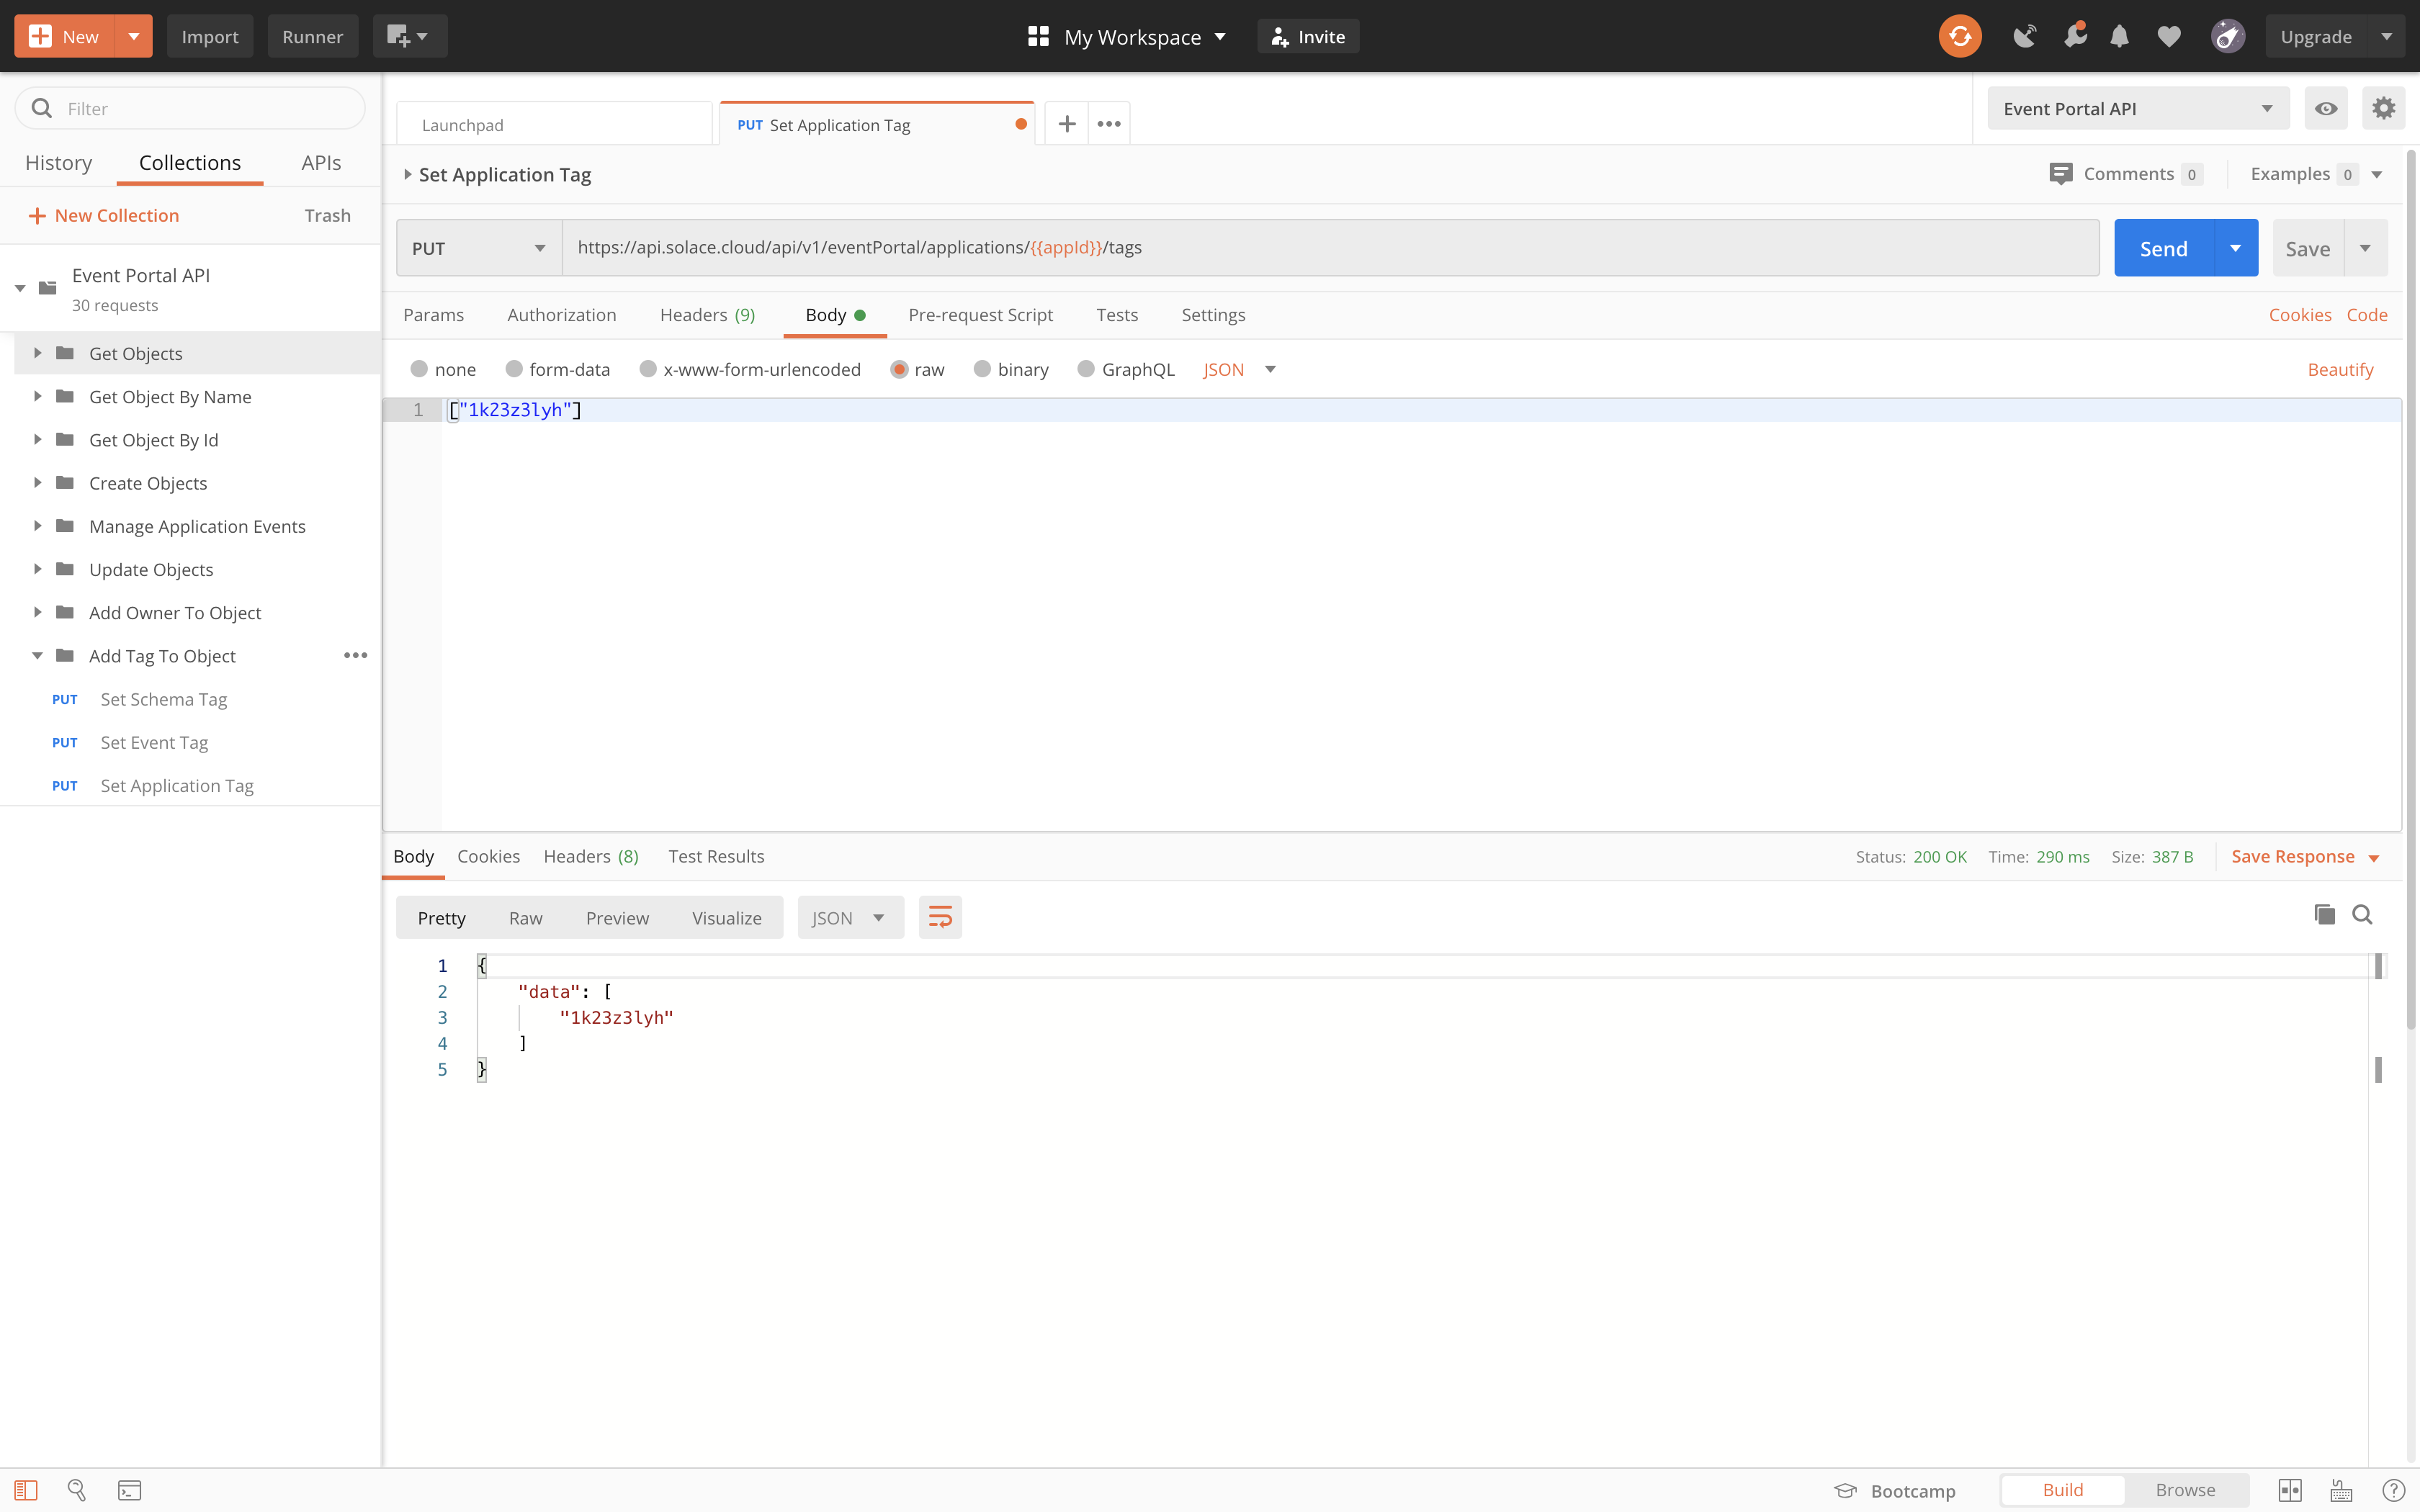 New
Import
Runner
My Workspace
Invite
Upgrade
Filter
History
Collections
APIs
New Collection
Trash
Event Portal API
30 requests
Get Objects
Get Object By Name
Get Object By Id
Create Objects
Manage Application Events
Update Objects
Add Owner To Object
Add Tag To Object
PUT Set Schema Tag
PUT Set Event Tag
PUT Set Application Tag
Launchpad
PUT Set Application Tag
Event Portal API
Set Application Tag
Comments 0
Examples 0
PUT
https://api.solace.cloud/api/v1/eventPortal/applications/{{appId}}/tags
Send
Save
Params
Authorization
Headers (9)
Body
Pre-request Script
Tests
Settings
Cookies
Code
none
form-data
x-www-form-urlencoded
raw
binary
GraphQL
JSON
Beautify
1 ["1k23z3lyh"]
Body
Cookies
Headers (8)
Test Results
Status: 200 OK
Time: 290 ms
Size: 387 B
Save Response
Pretty
Raw
Preview
Visualize
JSON
1 {
2 "data": [
3 "1k23z3lyh"
4 ]
5 }
Bootcamp
Build
Browse